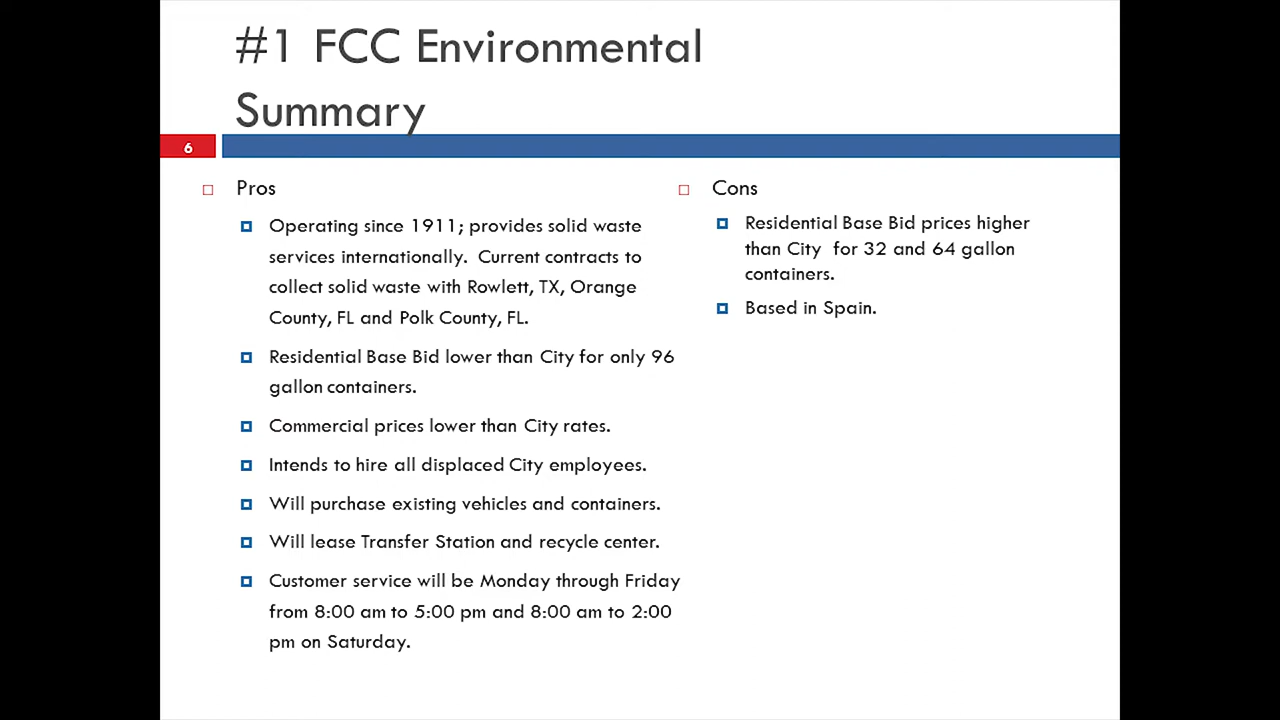 #1 FCC Environmental
Summary
6
Pros
Operating since 1911; provides solid waste
services internationally. Current contracts to
collect solid waste with Rowlett, TX, Orange
County, FL and Polk County, FL.
Residential Base Bid lower than City for only 96
gallon containers.
Commercial prices lower than City rates.
Intends to hire all displaced City employees.
Will purchase existing vehicles and containers.
Will lease Transfer Station and recycle center.
Customer service will be Monday through Friday
from 8:00 am to 5:00 pm and 8:00 am to 2:00
pm on Saturday.
Cons
Residential Base Bid prices higher
than City for 32 and 64 gallon
containers.
Based in Spain.